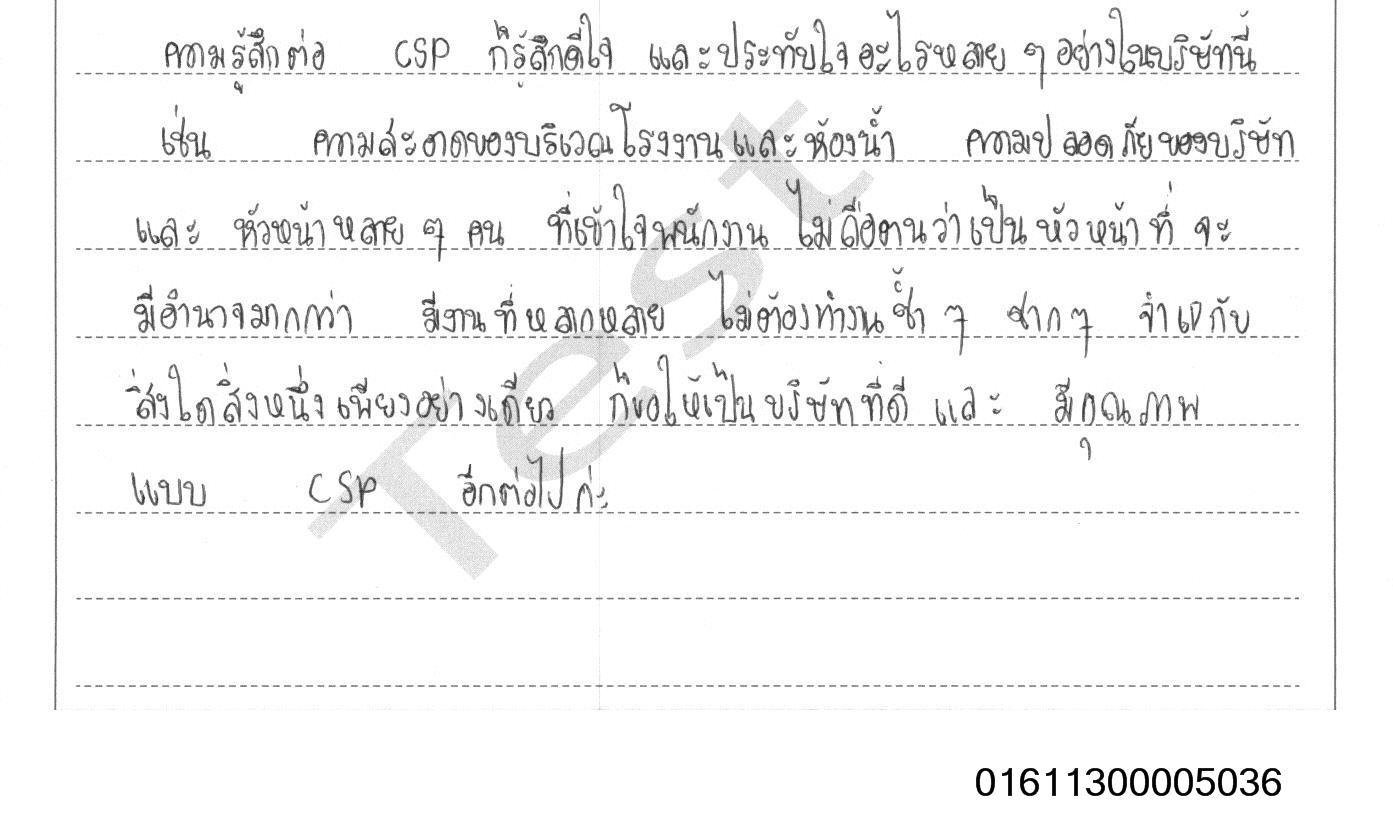 ความรู้สึกต่อ CSP ก็รู้สึกดีใจ และประทับใจอะไรหลาย ๆ อย่างในบริษัทนี้
เช่น ความสะอาดของบริเวณโรงงานและห้องน้ำ ความปลอดภัยของบริษัท
และ หัวหน้าหลาย ๆ คน ที่เข้าใจพนักงาน ไม่ถือตนว่าเป็นหัวหน้าที่ จะ
มีอำนาจมากกว่า มีงานที่หลากหลาย ไม่ต้องทำงานซ้ำ ๆ ซากๆ จำเจกับ
สิ่งใดสิ่งหนึ่งเพียงอย่างเดียว ก็ขอให้เป็นบริษัทที่ดี และ มีคุณภาพ
แบบ CSP อีกต่อไปค่ะ
Test
01611300005036